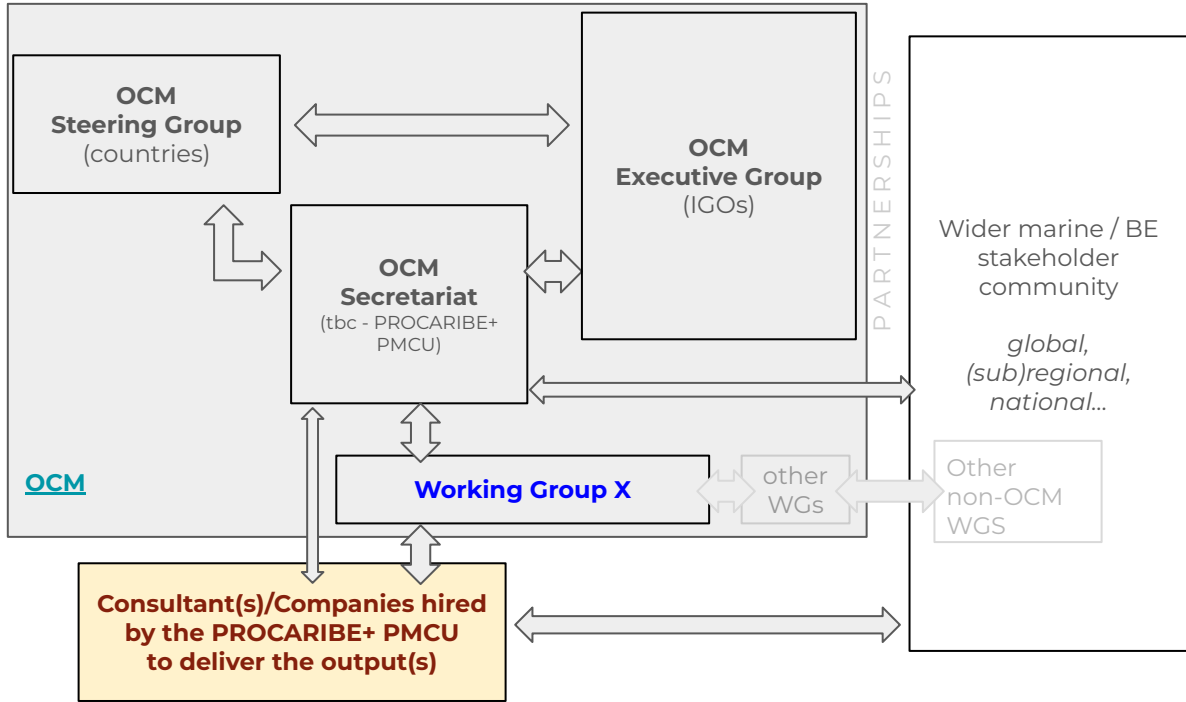 OCM
Steering Group
(countries)
OCM
Executive Group
(IGOs)
PARTNERSHIPS
OCM
Secretariat
(tbc - PROCARIBE+
PMCU)
Wider marine / BE
stakeholder
community
global,
(sub)regional,
national...
OCM
Working Group X
other
WGs
Other
non-OCM
WGS
Consultant(s)/Companies hired
by the PROCARIBE+ PMCU
to deliver the output(s)